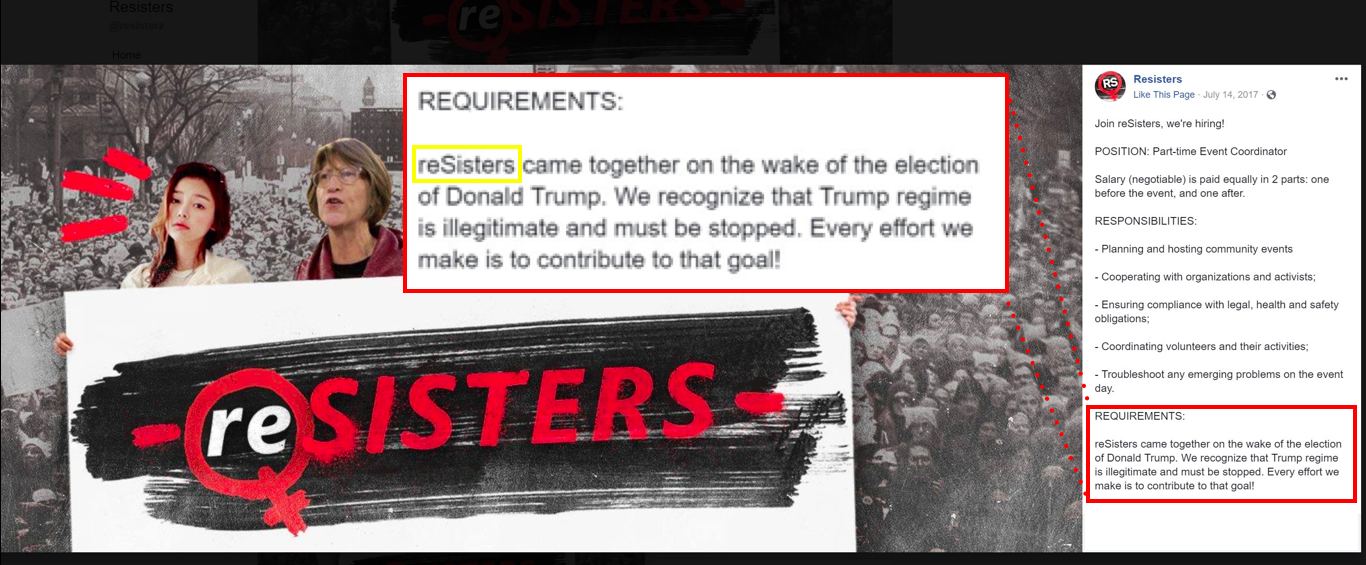 Resisters
@resisterz
Home
reSISTERS
REQUIREMENTS:
reSisters came together on the wake of the election
of Donald Trump. We recognize that Trump regime
is illegitimate and must be stopped. Every effort we
make is to contribute to that goal!
- reSISTERS -
RS
Resisters
Like This Page · July 14, 2017 ·
Join reSisters, we're hiring!
POSITION: Part-time Event Coordinator
Salary (negotiable) is paid equally in 2 parts: one
before the event, and one after.
RESPONSIBILITIES:
- Planning and hosting community events
- Cooperating with organizations and activists;
- Ensuring compliance with legal, health and safety
obligations;
- Coordinating volunteers and their activities;
- Troubleshoot any emerging problems on the event
day.
REQUIREMENTS:
reSisters came together on the wake of the election
of Donald Trump. We recognize that Trump regime
is illegitimate and must be stopped. Every effort we
make is to contribute to that goal!